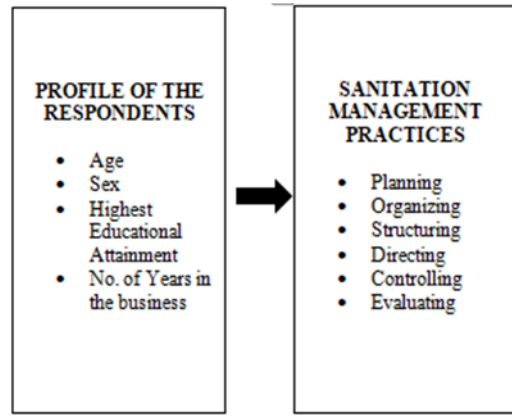 PROFILE OF THE
RESPONDENTS
• Age
• Sex
• Highest
Educational
Attainment
• No. of Years in
the business
SANITATION
MANAGEMENT
PRACTICES
• Planning
• Organizing
• Structuring
• Directing
• Controlling
• Evaluating